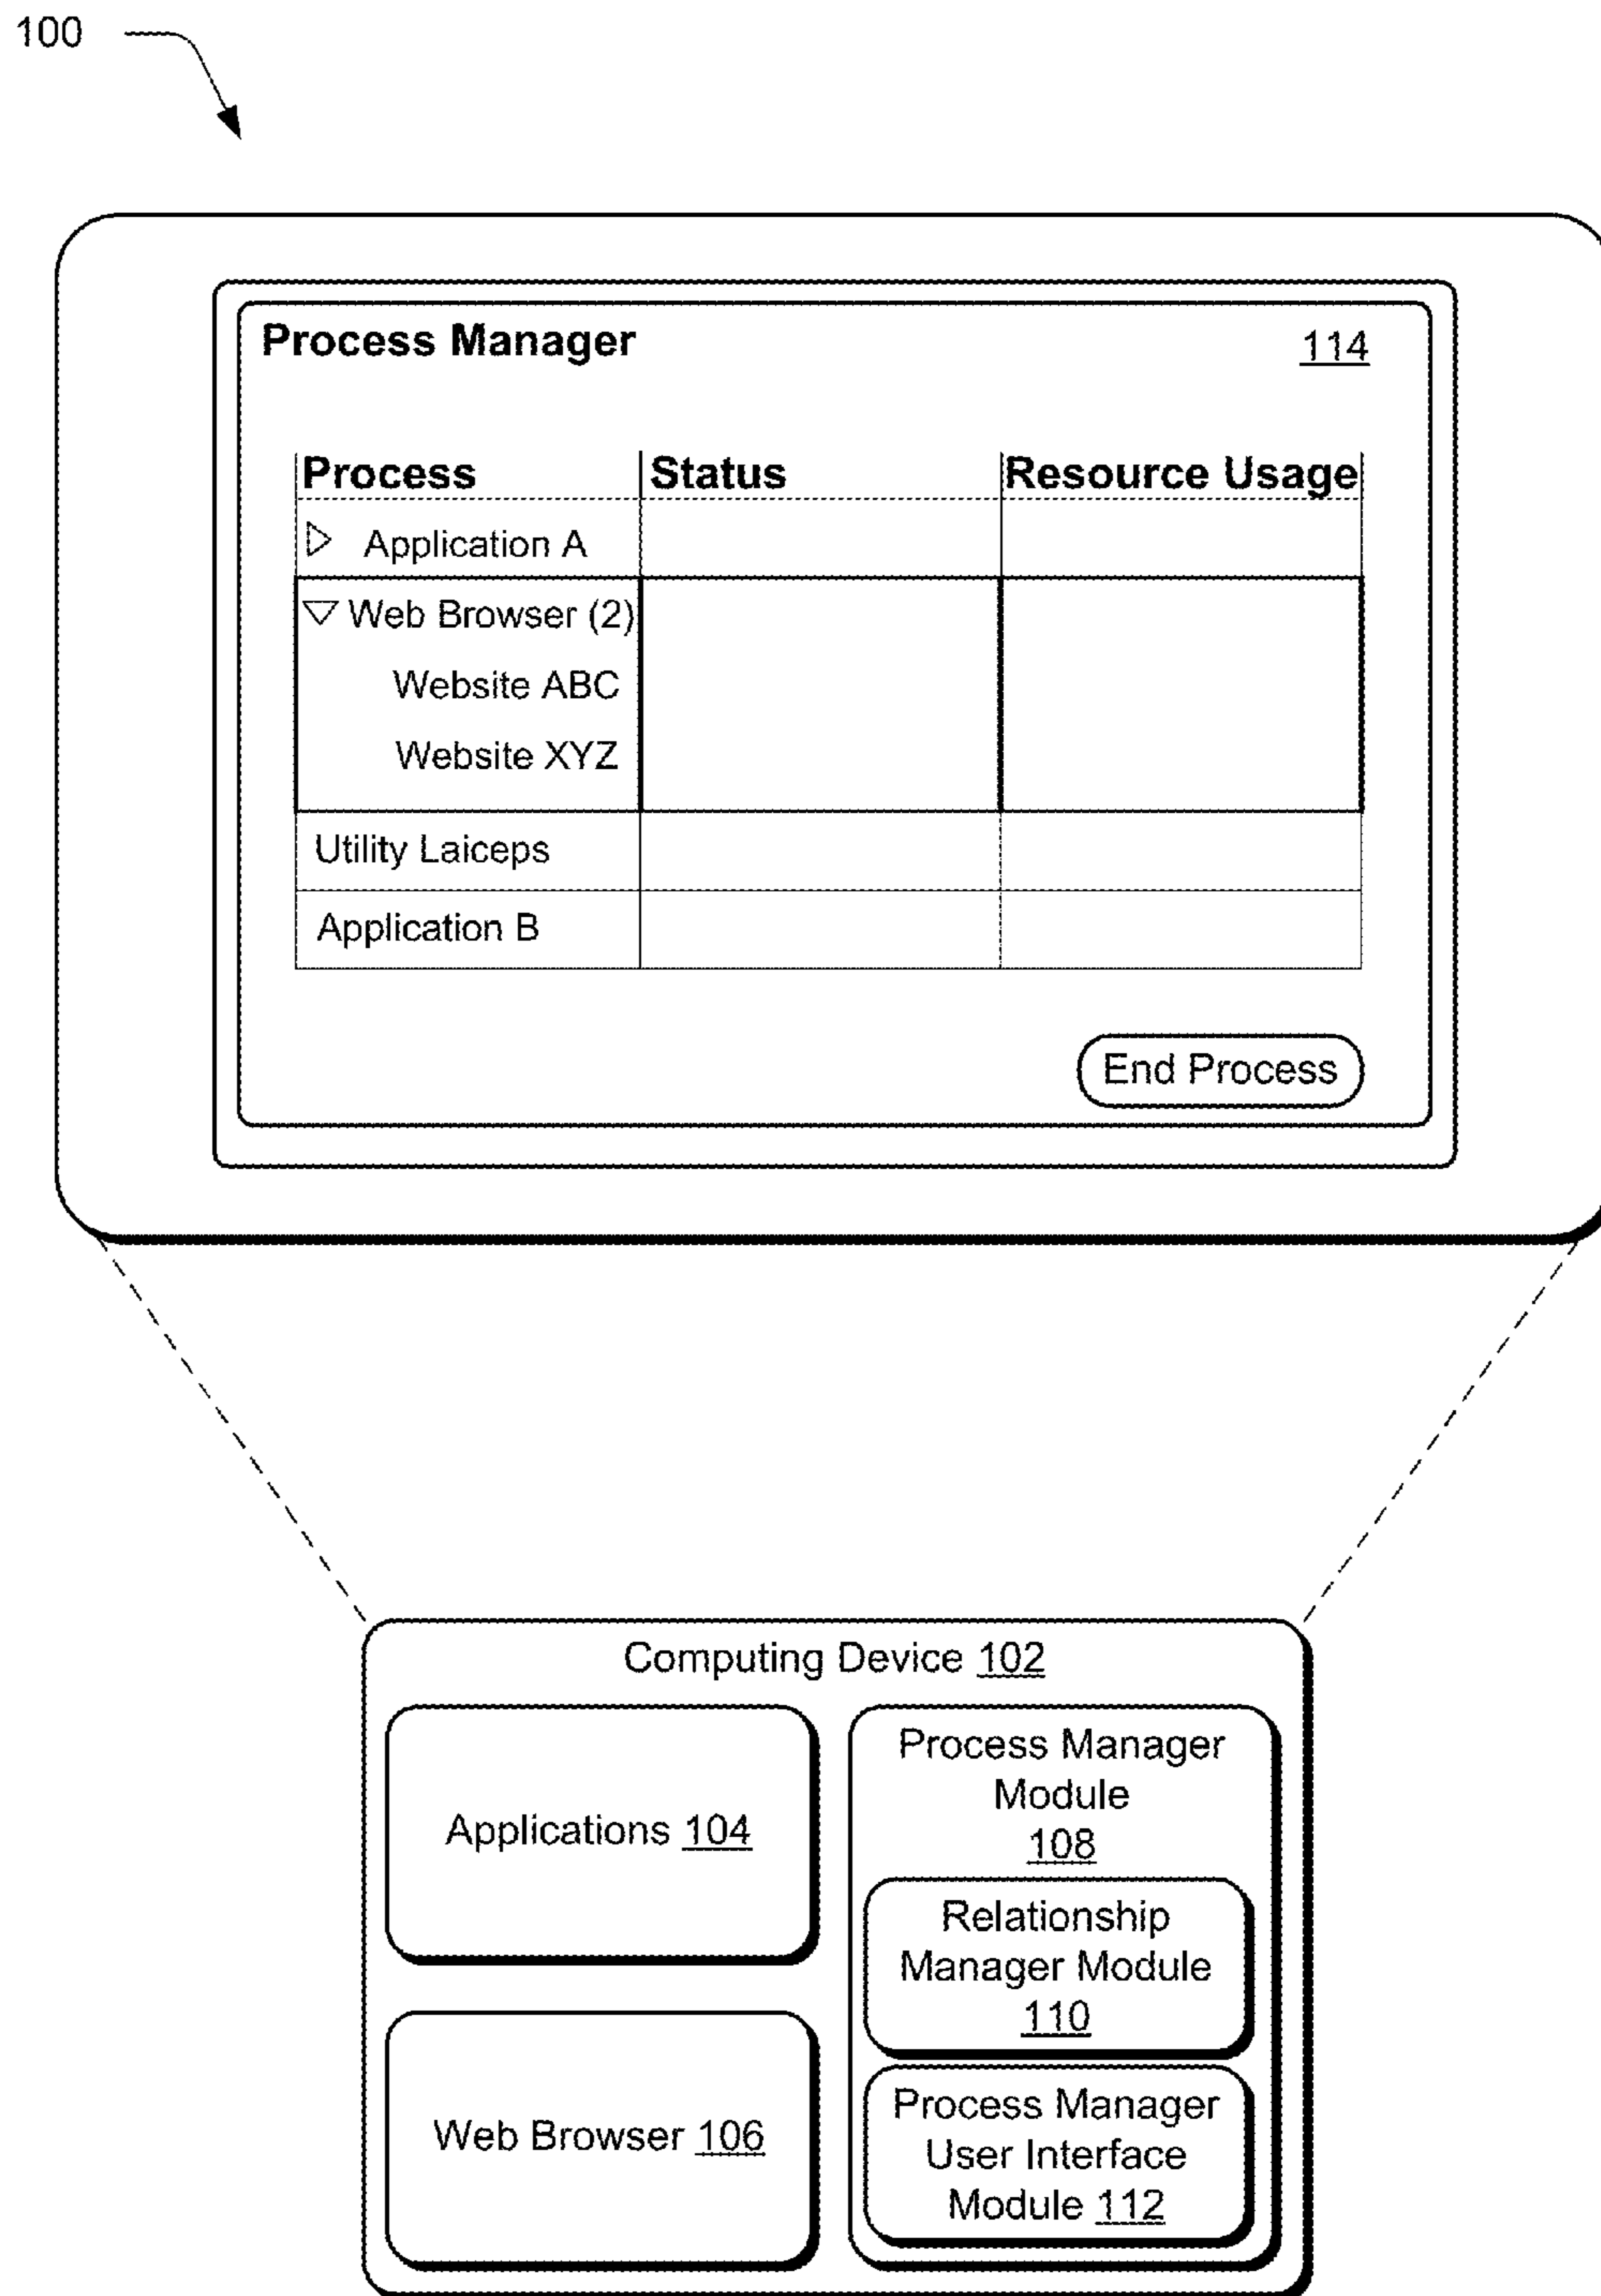 100
Process Manager 114
Process Status Resource Usage
Application A
Web Browser (2)
Website ABC
Website XYZ
Utility Laiceps
Application B
End Process
Computing Device 102
Applications 104
Web Browser 106
Process Manager
Module
108
Relationship
Manager Module
110
Process Manager
User Interface
Module 112